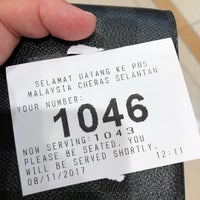 SELAMAT DATANG KE POS
MALAYSIA CHERAS SELANTAN
YOUR NUMBER:
1046
NOW SERVING: 1043
PLEASE BE SEATED. YOU
WILL BE SERVED SHORTLY.
08/11/2017 12:11